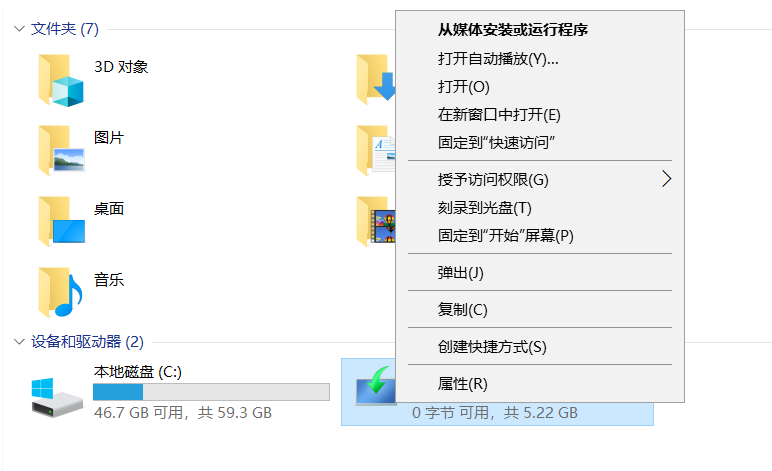 文件夹 (7)
3D 对象
图片
桌面
音乐
设备和驱动器 (2)
本地磁盘 (C:)
46.7 GB 可用，共 59.3 GB
0 字节 可用，共 5.22 GB
从媒体安装或运行程序
打开自动播放(Y)...
打开(O)
在新窗口中打开(E)
固定到"快速访问"
授予访问权限(G)
刻录到光盘(T)
固定到"开始"屏幕(P)
弹出(J)
复制(C)
创建快捷方式(S)
属性(R)